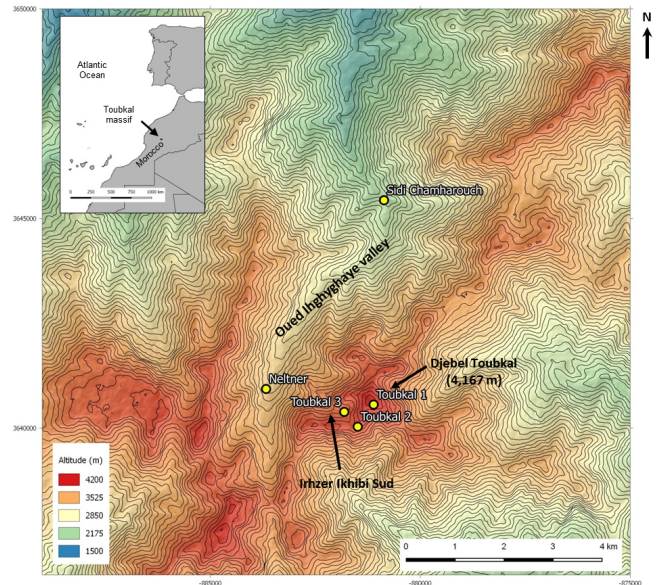 3650000
N
Atlantic
Ocean
Toubkal
massif
Morocco
0 250 500 750 1000 km
Sidi Chamharouch
3645000
Oued Ihghyghaye valley
Djebel Toubkal
(4,167 m)
Neltner
Toubkal 1
Toubkal 3
Toubkal 2
3640000
Irhzer Ikhibi Sud
Altitude (m)
4200
3525
2850
2175
1500
0 1 2 3 4 km
-885000 -880000 -875000